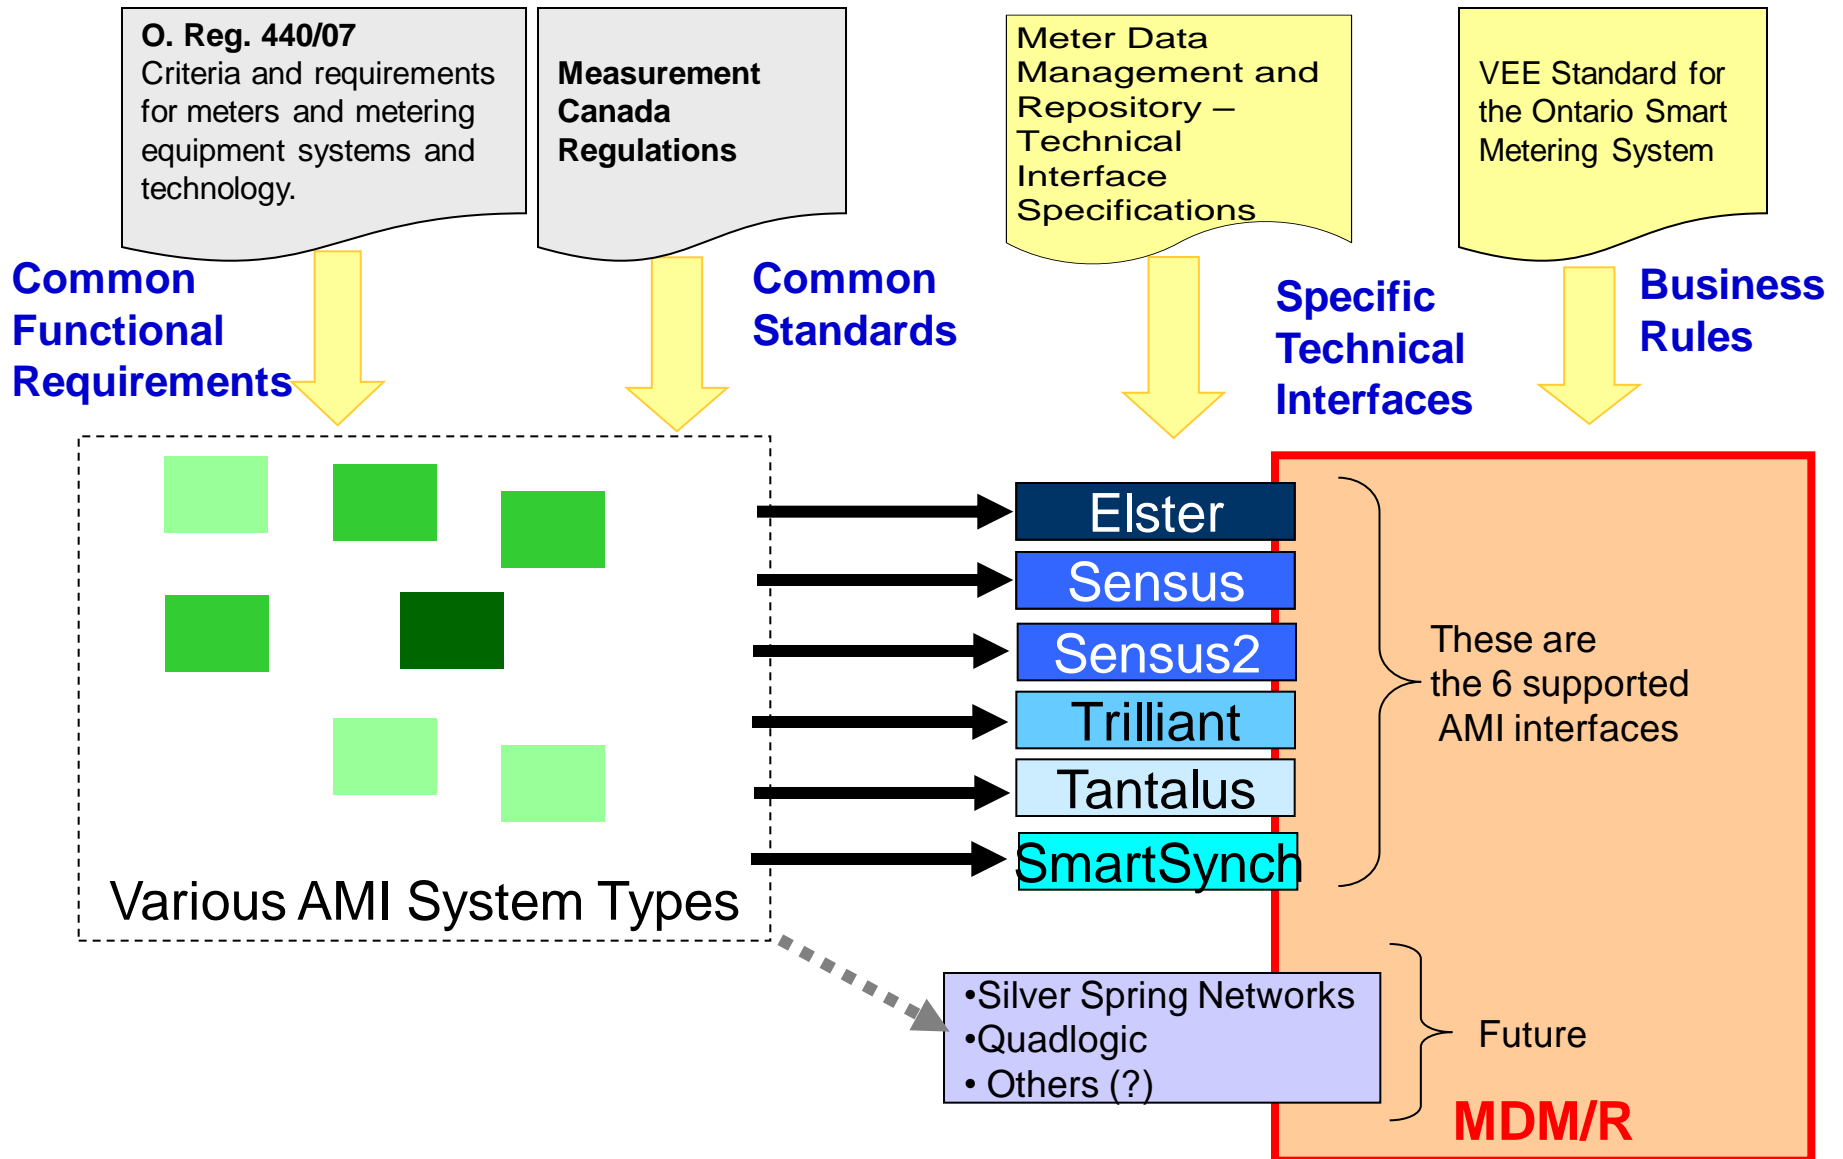 O. Reg. 440/07
Criteria and requirements
for meters and metering
equipment systems and
technology.
Measurement
Canada
Regulations
Meter Data
Management and
Repository –
Technical
Interface
Specifications
VEE Standard for
the Ontario Smart
Metering System
Common
Functional
Requirements
Common
Standards
Specific
Technical
Interfaces
Business
Rules
Elster
Sensus
Sensus2
Trilliant
Tantalus
SmartSynch
These are
the 6 supported
AMI interfaces
Various AMI System Types
•Silver Spring Networks
•Quadlogic
• Others (?)
Future
MDM/R